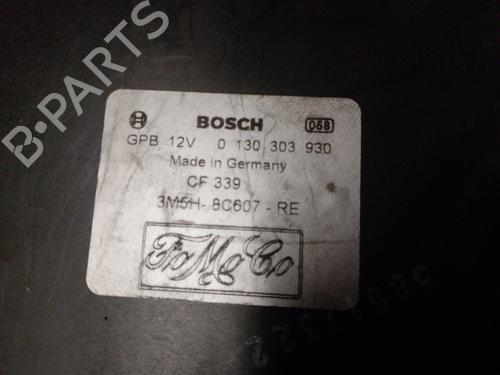 B-PARTS
BOSCH 068
GPB 12V 0 130 303 930
Made in Germany
CF 339
3M5H- 8C607 - RE
FoMoCo